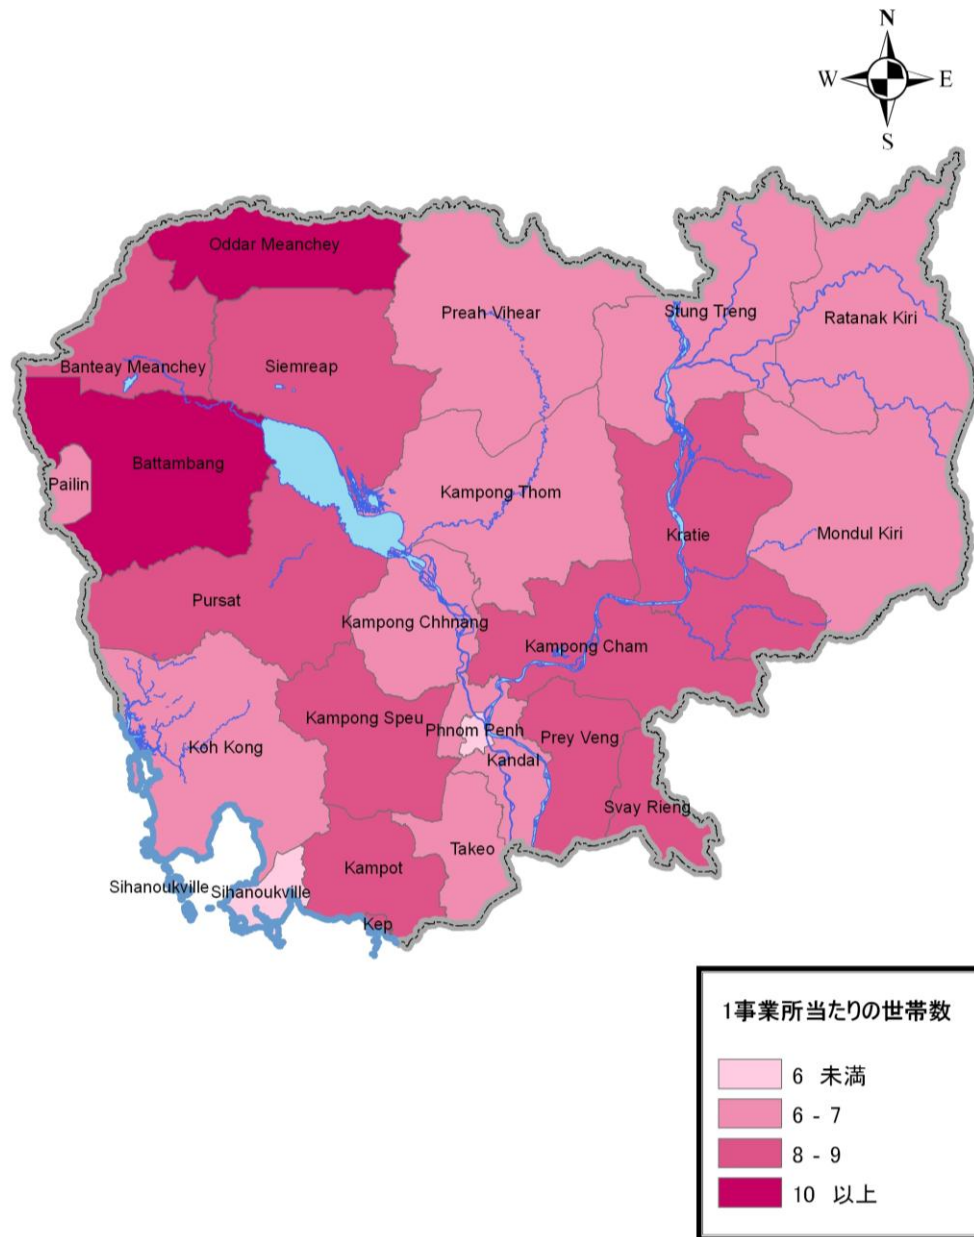 N
W E
S
Oddar Meanchey
Preah Vihear
Stung Treng
Ratanak Kiri
Banteay Meanchey
Siemreap
Battambang
Pailin
Kampong Thom
Kratie
Mondul Kiri
Pursat
Kampong Chhnang
Kampong Cham
Kampong Speu
Phnom Penh
Prey Veng
Koh Kong
Kandal
Svay Rieng
Takeo
Kampot
Sihanoukville
Sihanoukville
Kep
1事業所当たりの世帯数
6 未満
6 - 7
8 - 9
10 以上